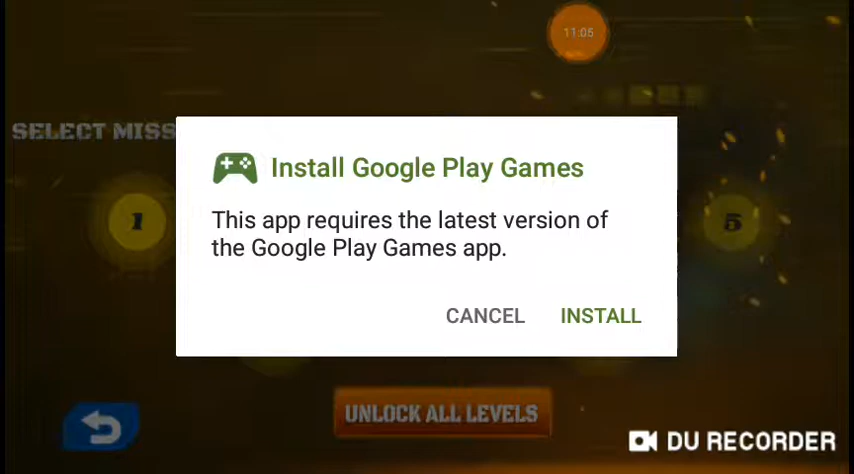 11:05
SELECT MISS
Install Google Play Games
This app requires the latest version of
the Google Play Games app.
1
5
CANCEL INSTALL
UNLOCK ALL LEVELS
DU RECORDER